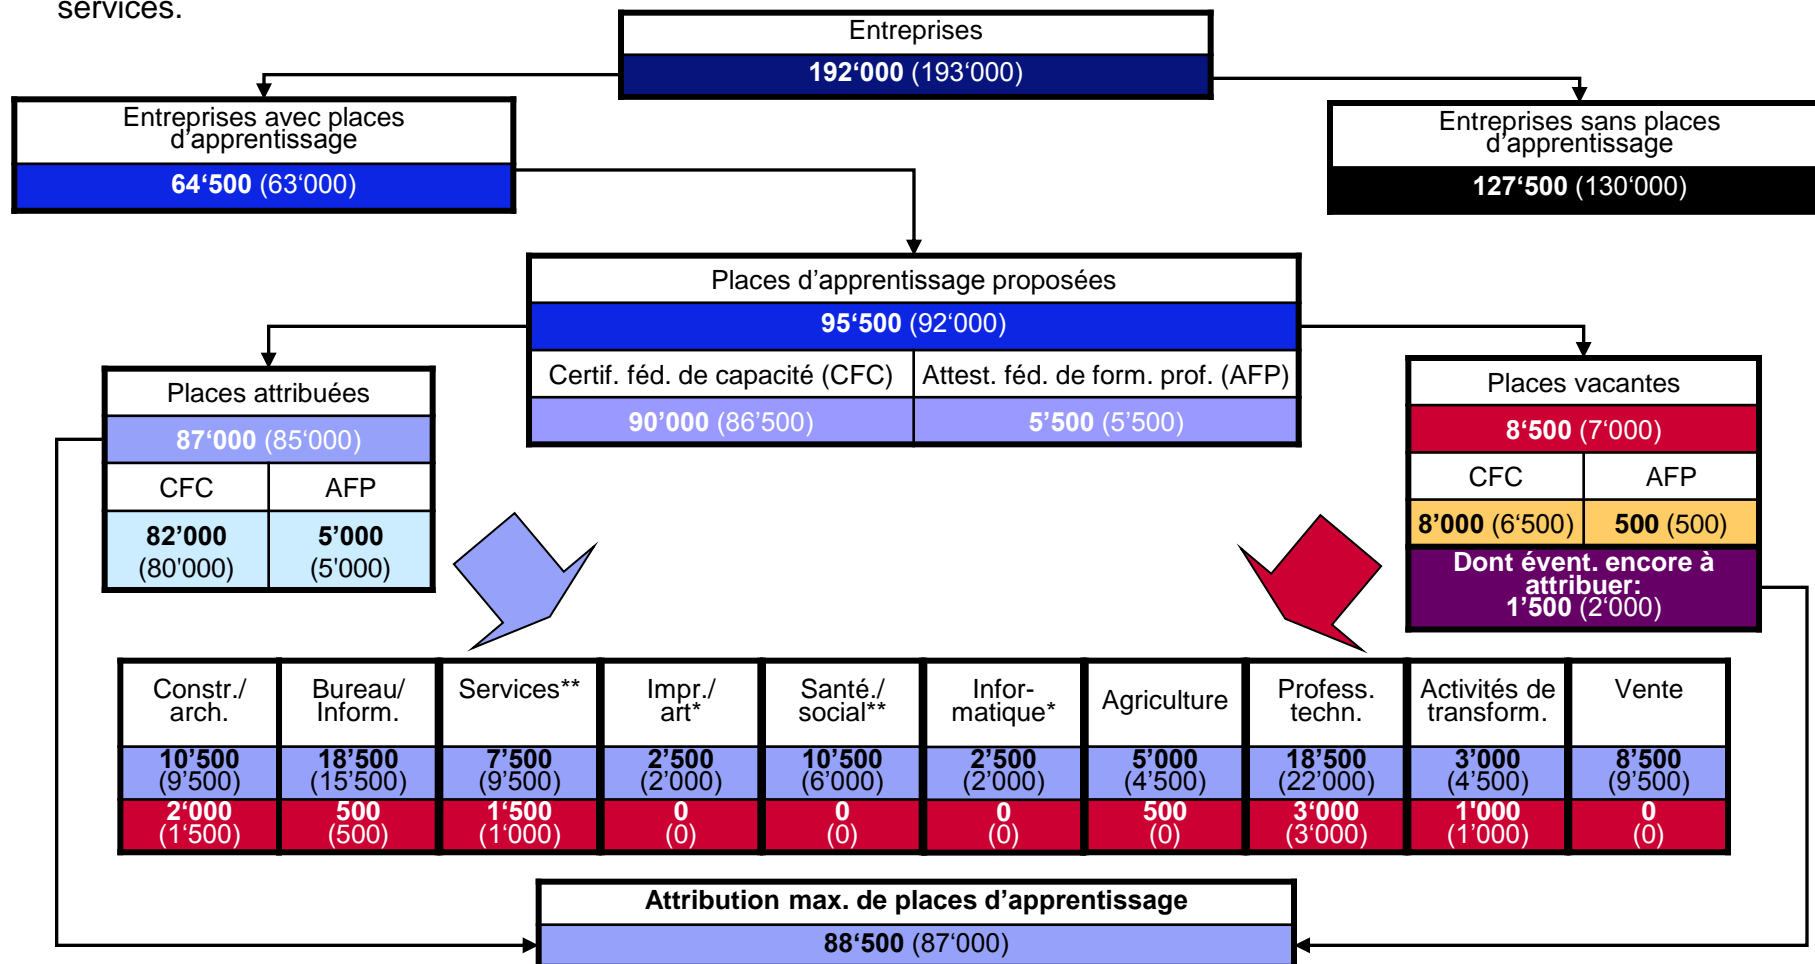 services.
Entreprises
192‘000 (193‘000)
Entreprises avec places
d’apprentissage
64‘500 (63‘000)
Entreprises sans places
d’apprentissage
127‘500 (130‘000)
Places d’apprentissage proposées
95‘500 (92‘000)
Certif. féd. de capacité (CFC)
Attest. féd. de form. prof. (AFP)
90’000 (86’500)
5’500 (5’500)
Places attribuées
87‘000 (85‘000)
CFC
AFP
82’000
(80'000)
5’000
(5'000)
Places vacantes
8‘500 (7‘000)
CFC
AFP
8’000 (6‘500)
500 (500)
Dont évent. encore à
attribuer:
1’500 (2’000)
Constr./
arch.
Bureau/
Inform.
Services**
Impr./
art*
Santé./
social**
Infor-
matique*
Agriculture
Profess.
techn.
Activités de
transform.
Vente
10’500
(9’500)
18’500
(15’500)
7’500
(9’500)
2’500
(2’000)
10’500
(6’000)
2’500
(2’000)
5’000
(4’500)
18’500
(22’000)
3’000
(4’500)
8’500
(9’500)
2‘000
(1‘500)
500
(500)
1‘500
(1‘000)
0
(0)
0
(0)
0
(0)
500
(0)
3‘000
(3‘000)
1'000
(1‘000)
0
(0)
Attribution max. de places d’apprentissage
88‘500 (87‘000)